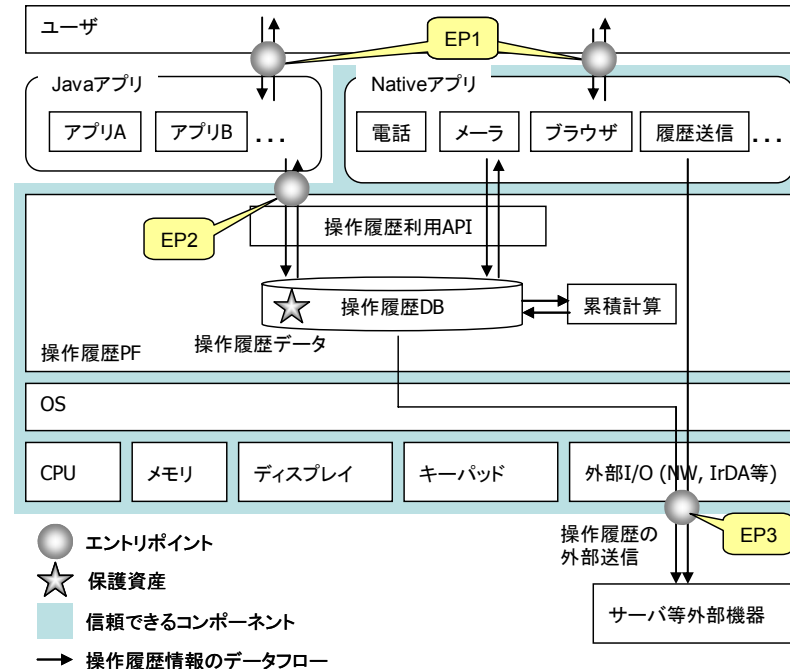 ユーザ
EP1
Javaアプリ
Nativeアプリ
アプリA
アプリB
...
電話
メーラ
ブラウザ
履歴送信
...
EP2
操作履歴利用API
操作履歴DB
累積計算
操作履歴データ
操作履歴PF
OS
CPU
メモリ
ディスプレイ
キーパッド
外部I/O (NW, IrDA等)
エントリポイント
操作履歴の
外部送信
EP3
保護資産
信頼できるコンポーネント
サーバ等外部機器
操作履歴情報のデータフロー